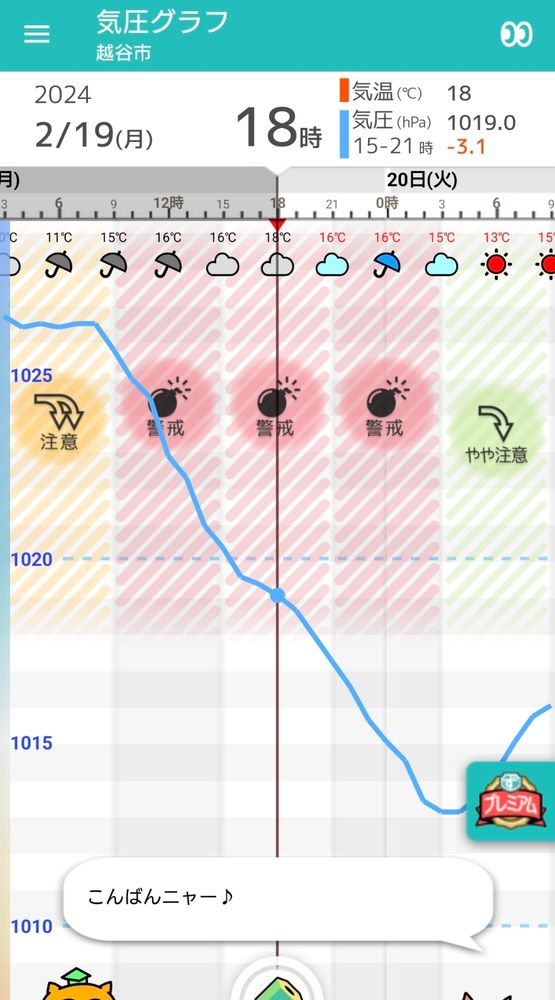 気圧グラフ
越谷市
2024
2/19(月)
18時
気温(℃) 18
気圧(hPa) 1019.0
15-21時 -3.1
月) 20日(火)
3 6 9 12時 15 18 21 0時 3 6 9
0℃ 11℃ 15℃ 16℃ 16℃ 18℃ 16℃ 16℃ 15℃ 13℃ 15℃
1025
注意 警戒 警戒 警戒 やや注意
1020
1015
す
プレミアム
こんばんニャー♪
1010